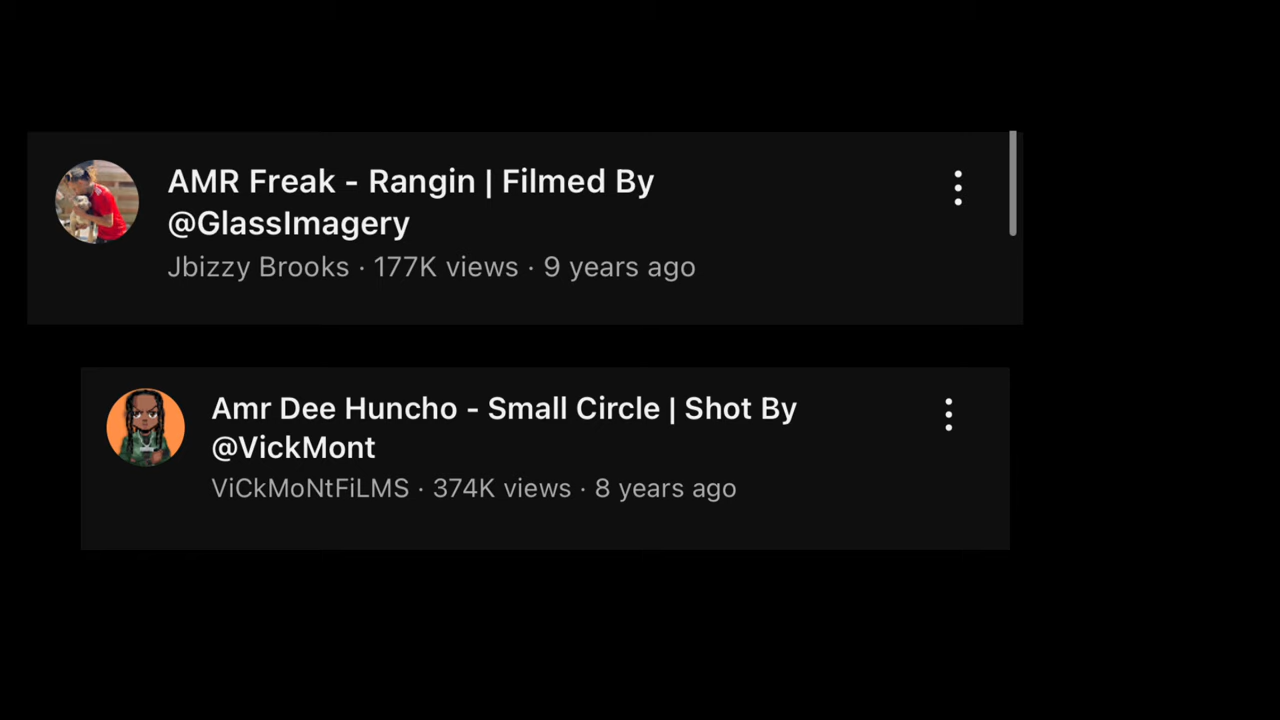 AMR Freak - Rangin | Filmed By
@GlassImagery
Jbizzy Brooks · 177K views · 9 years ago
Amr Dee Huncho - Small Circle | Shot By
@VickMont
ViCkMoNtFiLMS · 374K views · 8 years ago